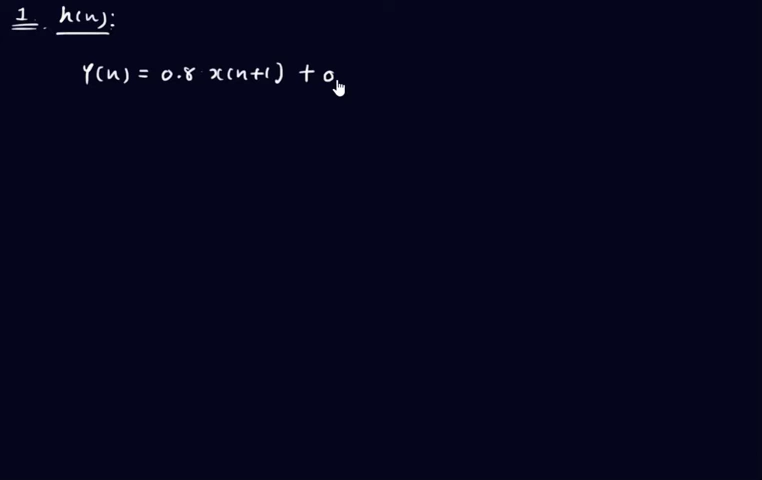 1. h(n):
Y(n) = 0.8 x(n+1) + 0.